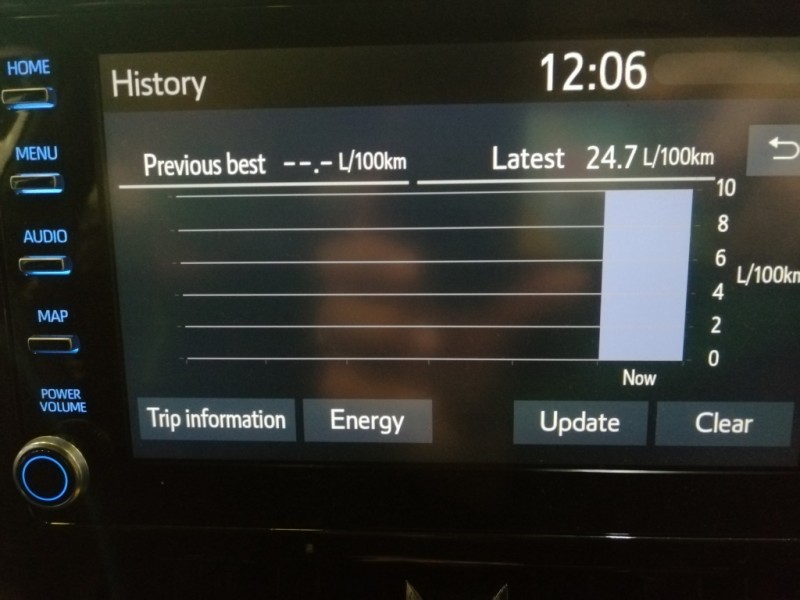 HOME
History
12:06
MENU
Previous best --.- L/100km
Latest 24.7 L/100km
10
AUDIO
8
6
L/100km
4
MAP
2
0
Now
POWER
VOLUME
Trip information
Energy
Update
Clear